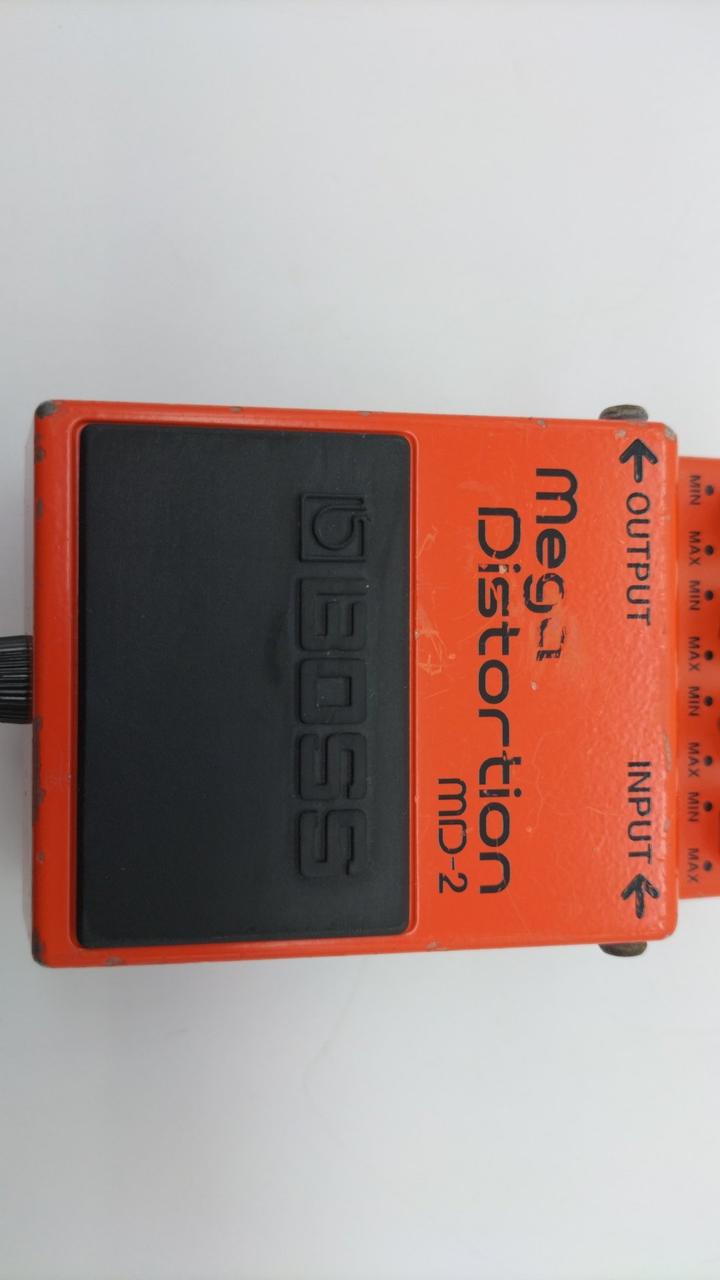 MIN MAX MIN MAX MIN MAX MIN MAX
OUTPUT INPUT
Mega
Distortion
MD-2
BOSS